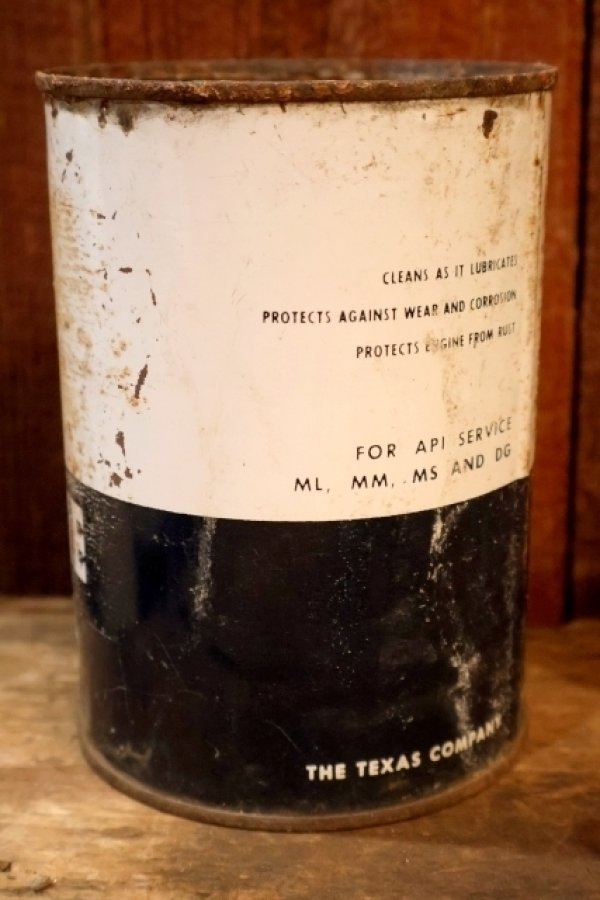 CLEANS AS IT LUBRICATES
PROTECTS AGAINST WEAR AND CORROSION
PROTECTS ENGINE FROM RUST
FOR API SERVICE
ML, MM, MS AND DG
E
THE TEXAS COMPANY